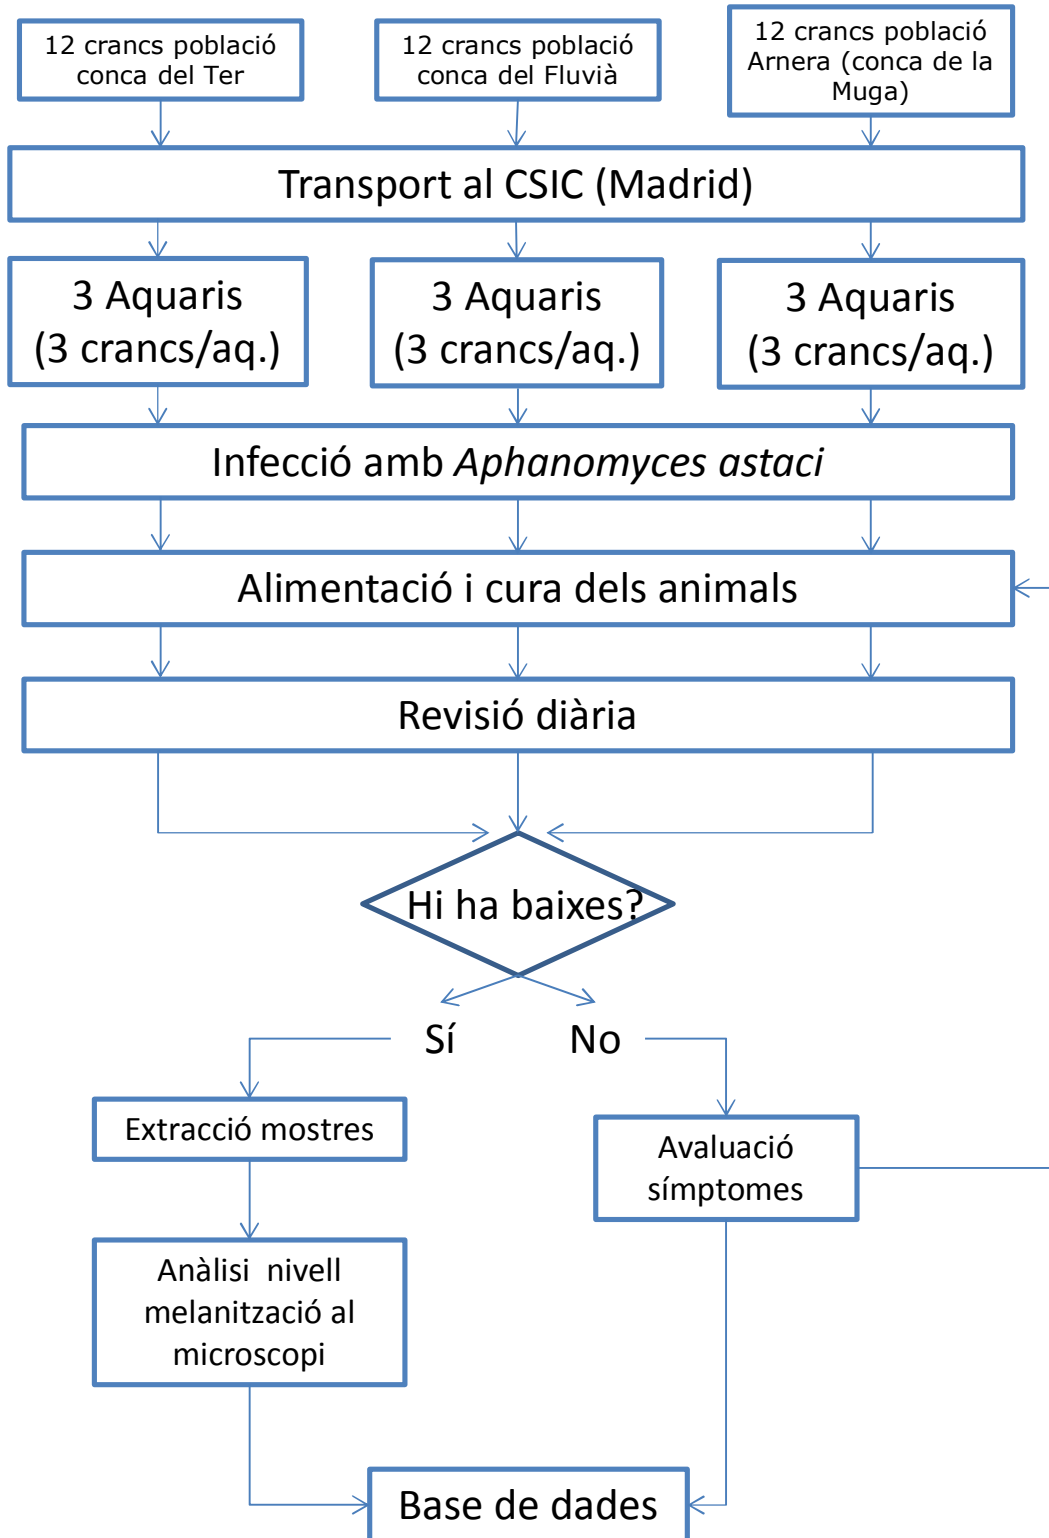 12 crancs població
conca del Ter
12 crancs població
conca del Fluvià
12 crancs població
Arnera (conca de la
Muga)
Transport al CSIC (Madrid)
3 Aquaris
(3 crancs/aq.)
3 Aquaris
(3 crancs/aq.)
3 Aquaris
(3 crancs/aq.)
Infecció amb Aphanomyces astaci
Alimentació i cura dels animals
Revisió diària
Hi ha baixes?
Sí
No
Extracció mostres
Avaluació
símptomes
Anàlisi nivell
melanització al
microscopi
Base de dades